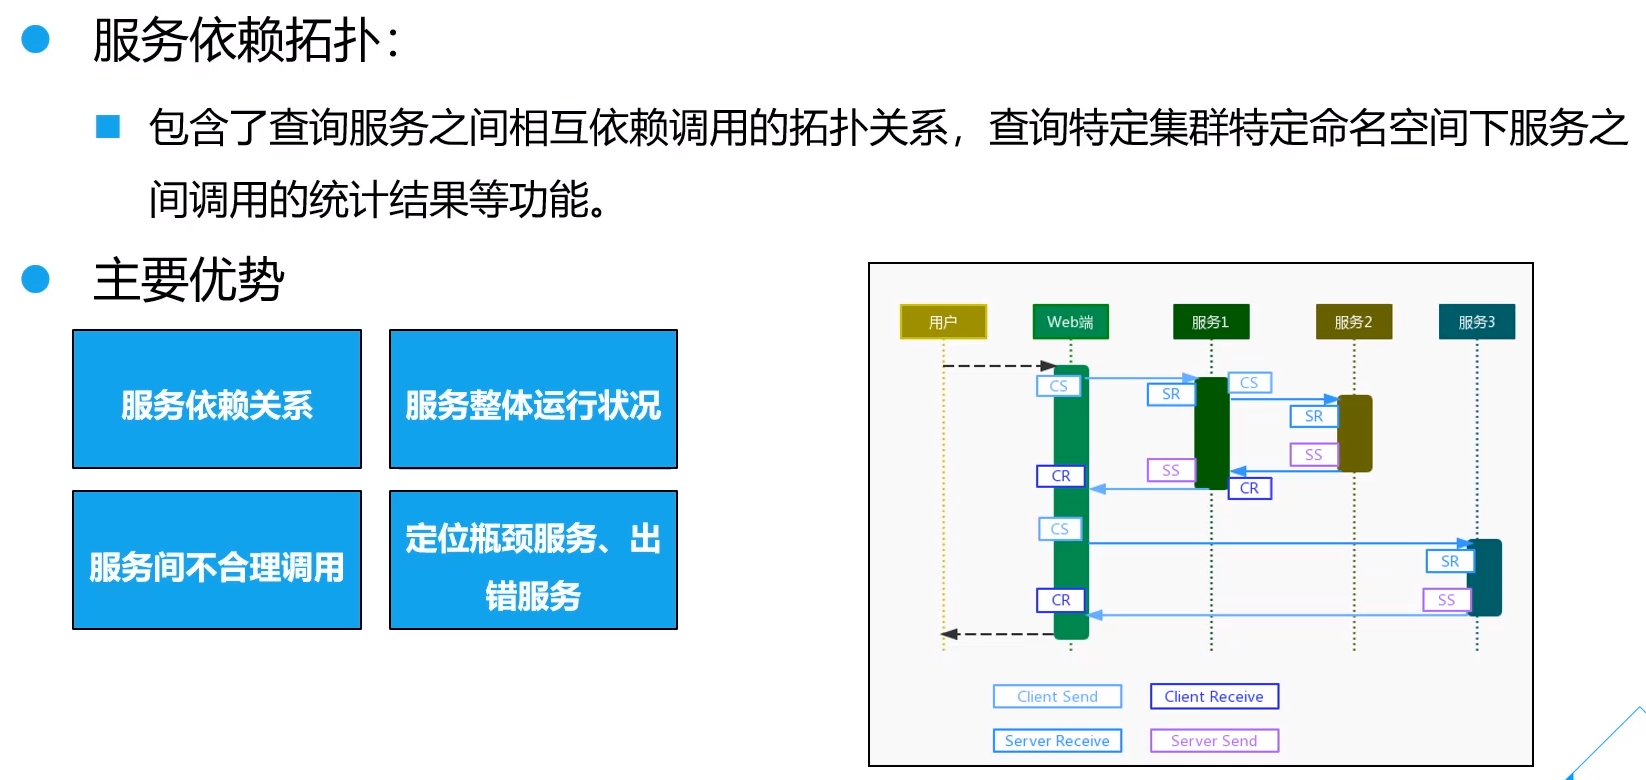 服务依赖拓扑：
包含了查询服务之间相互依赖调用的拓扑关系，查询特定集群特定命名空间下服务之
间调用的统计结果等功能。
主要优势
服务依赖关系
服务整体运行状况
服务间不合理调用
定位瓶颈服务、出
错服务
用户
Web端
服务1
服务2
服务3
CS
SR
CS
SR
SS
SS
CR
CR
CS
SR
SS
CR
Client Send
Client Receive
Server Receive
Server Send